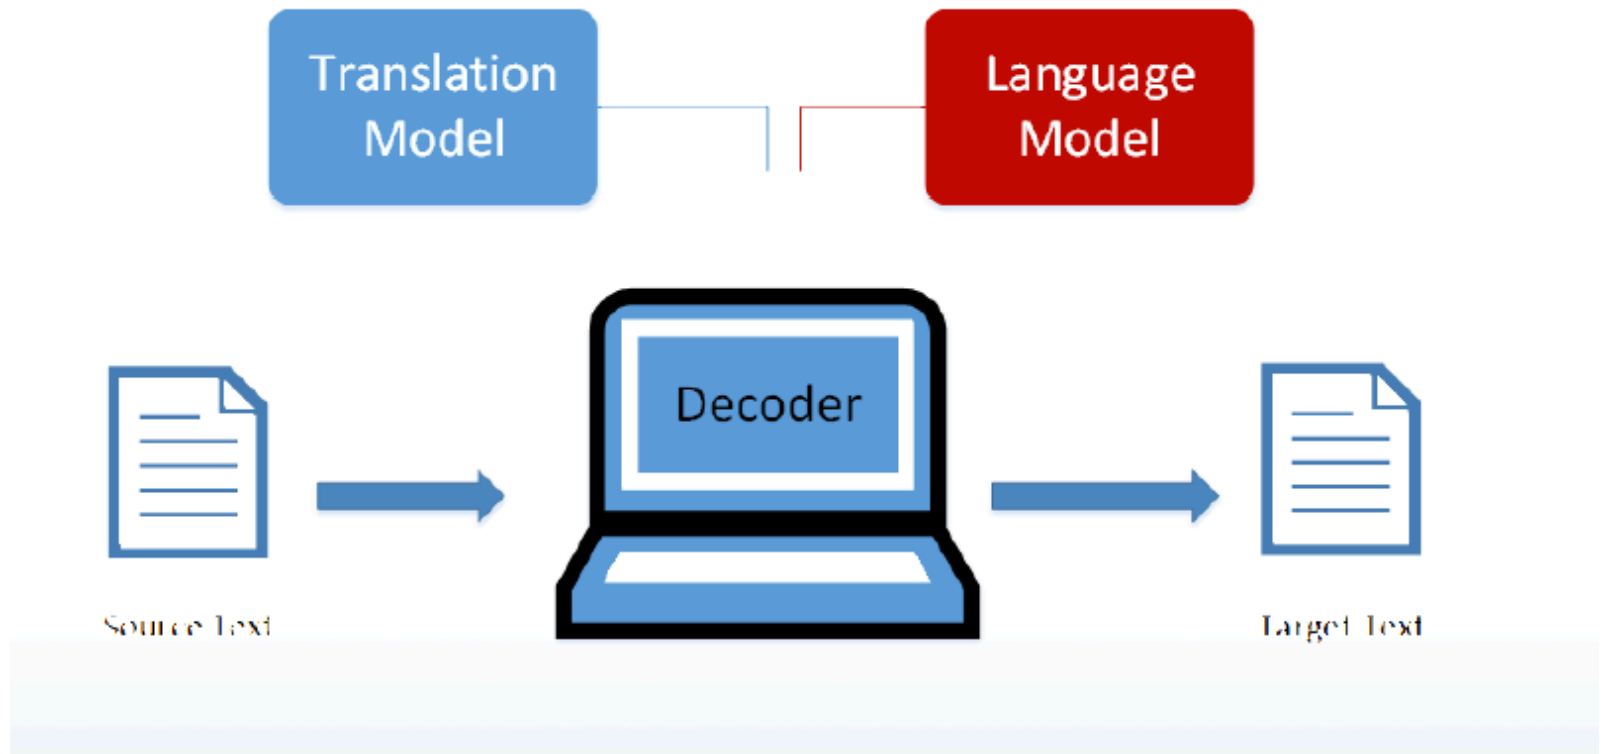 Translation
Model
Language
Model
Decoder
Source Text
Target Text